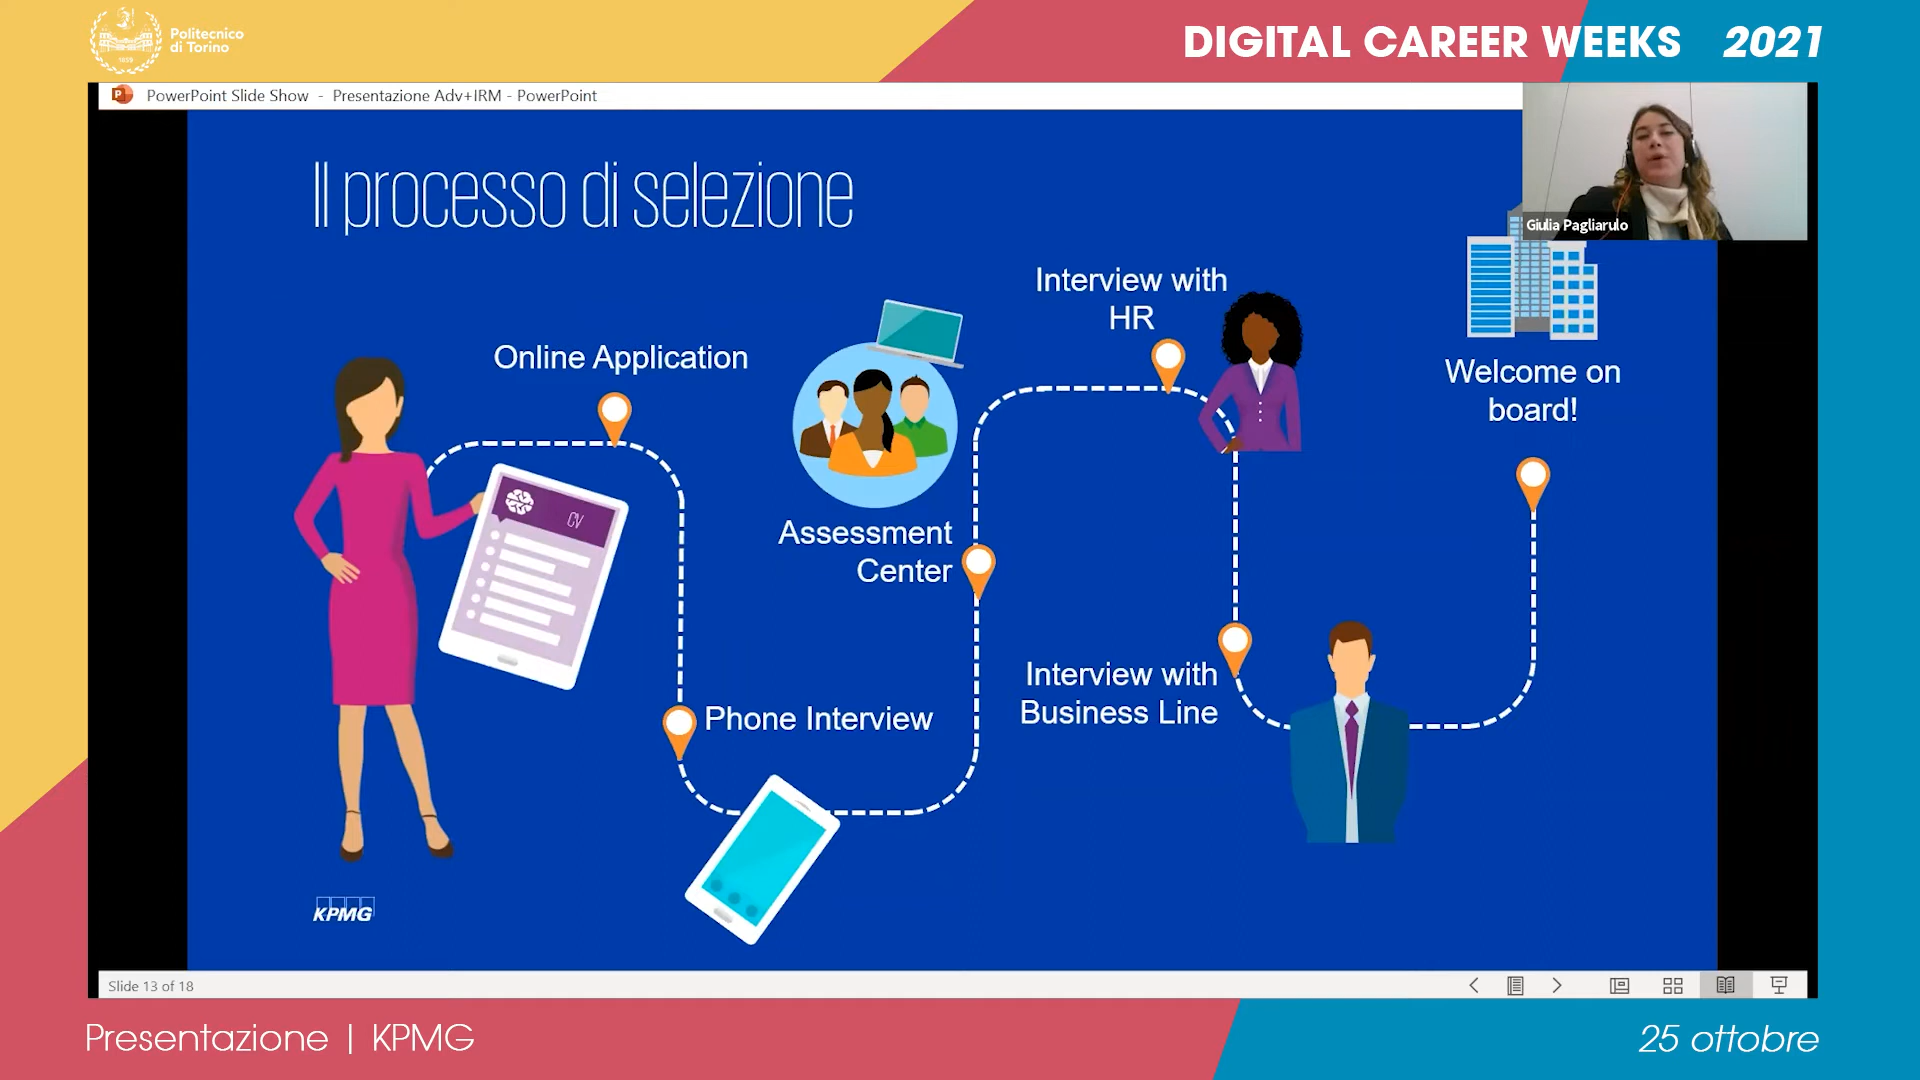 Politecnico
di Torino
1859
DIGITAL CAREER WEEKS 2021
PowerPoint Slide Show - Presentazione Adv+IRM - PowerPoint
Giulia Pagliarulo
Il processo di selezione
Online Application
CV
Phone Interview
Assessment
Center
Interview with
HR
Interview with
Business Line
Welcome on
board!
KPMG
Slide 13 of 18
Presentazione | KPMG
25 ottobre